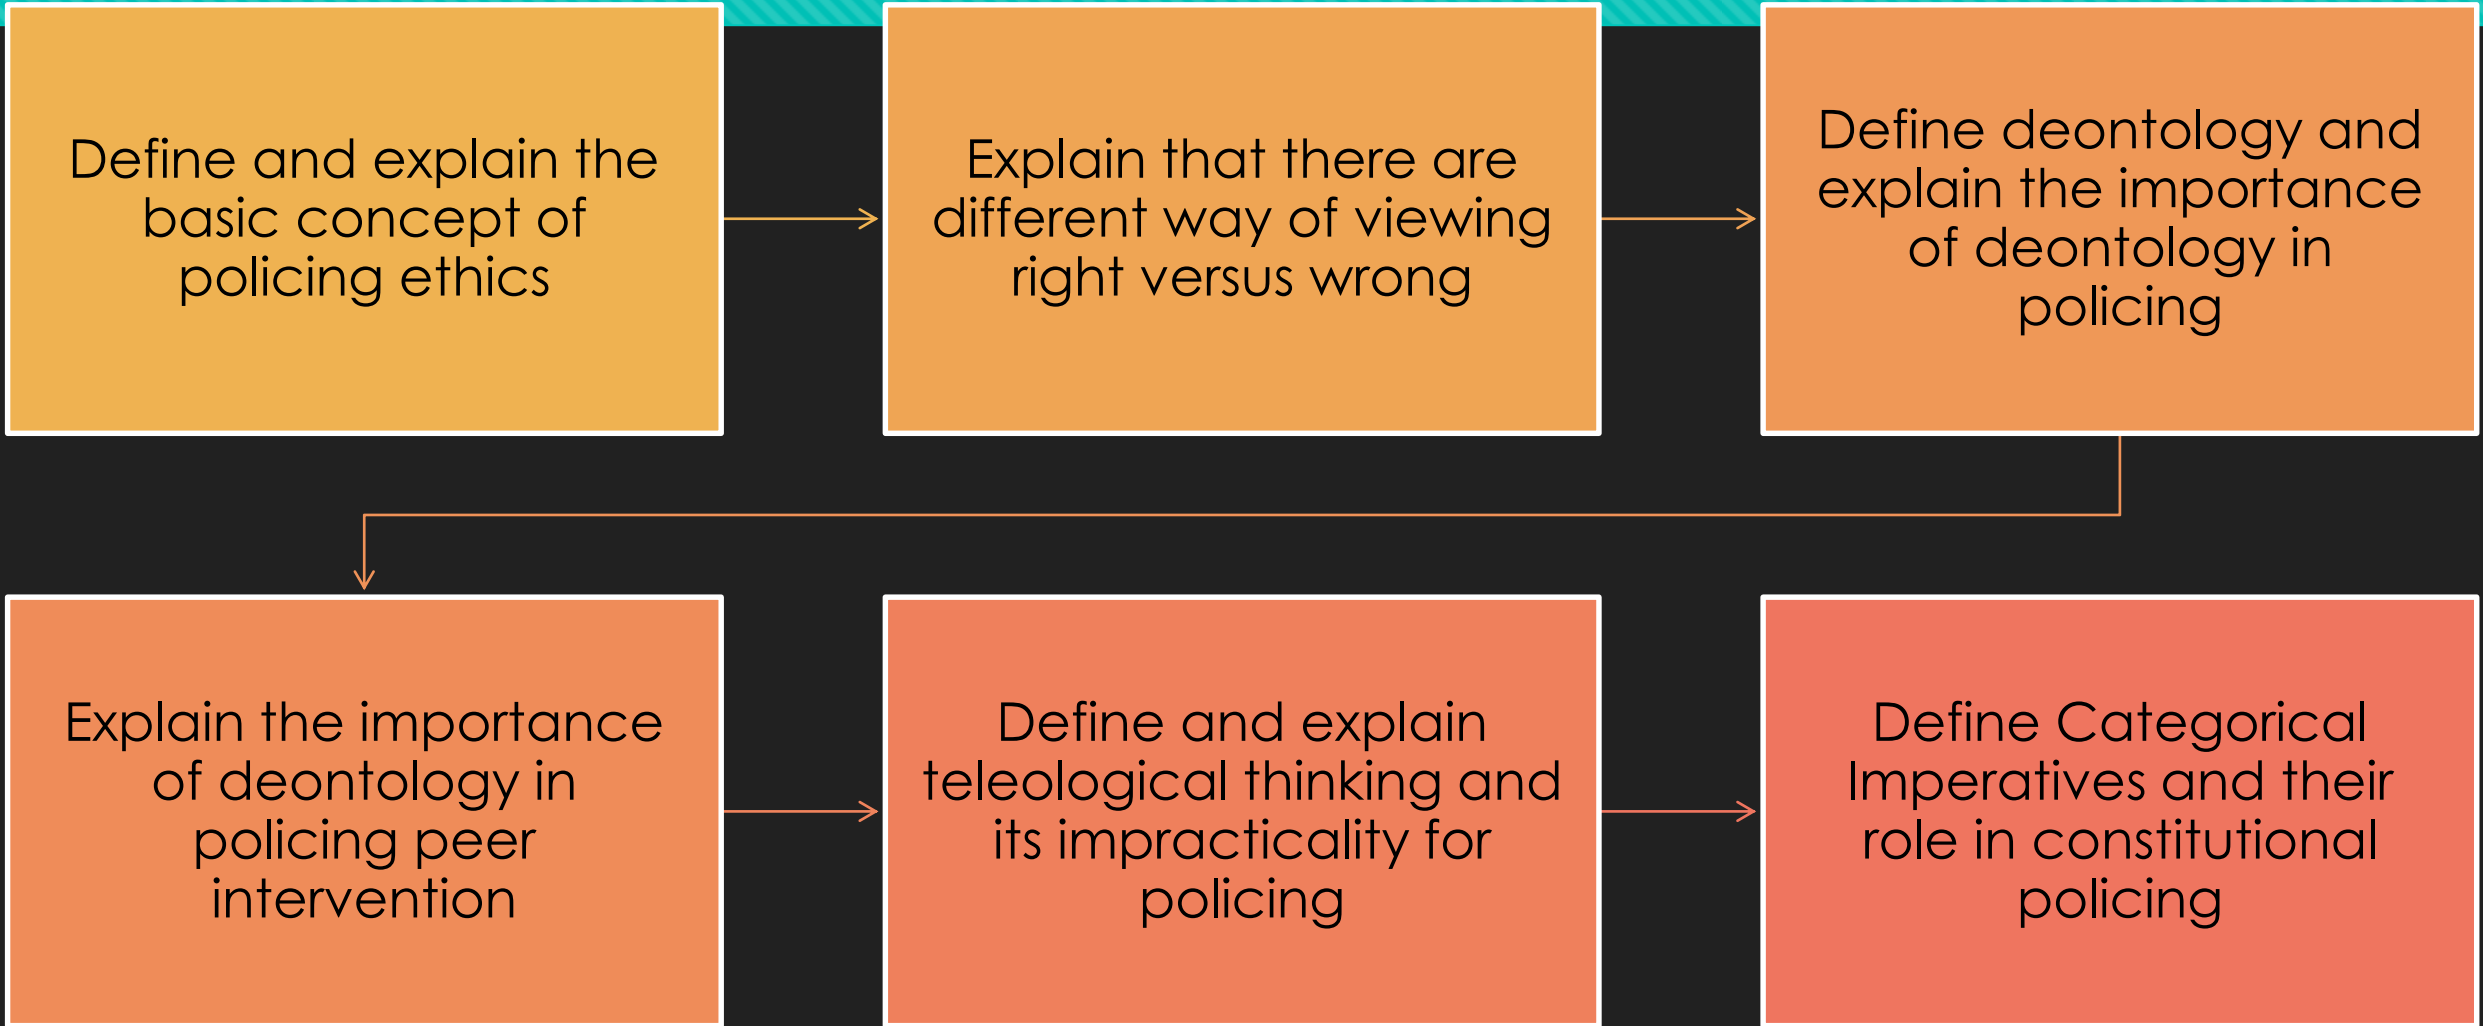 Define and explain the
basic concept of
policing ethics
Explain that there are
different way of viewing
right versus wrong
Define deontology and
explain the importance
of deontology in
policing
Explain the importance
of deontology in
policing peer
intervention
Define and explain
teleological thinking and
its impracticality for
policing
Define Categorical
Imperatives and their
role in constitutional
policing